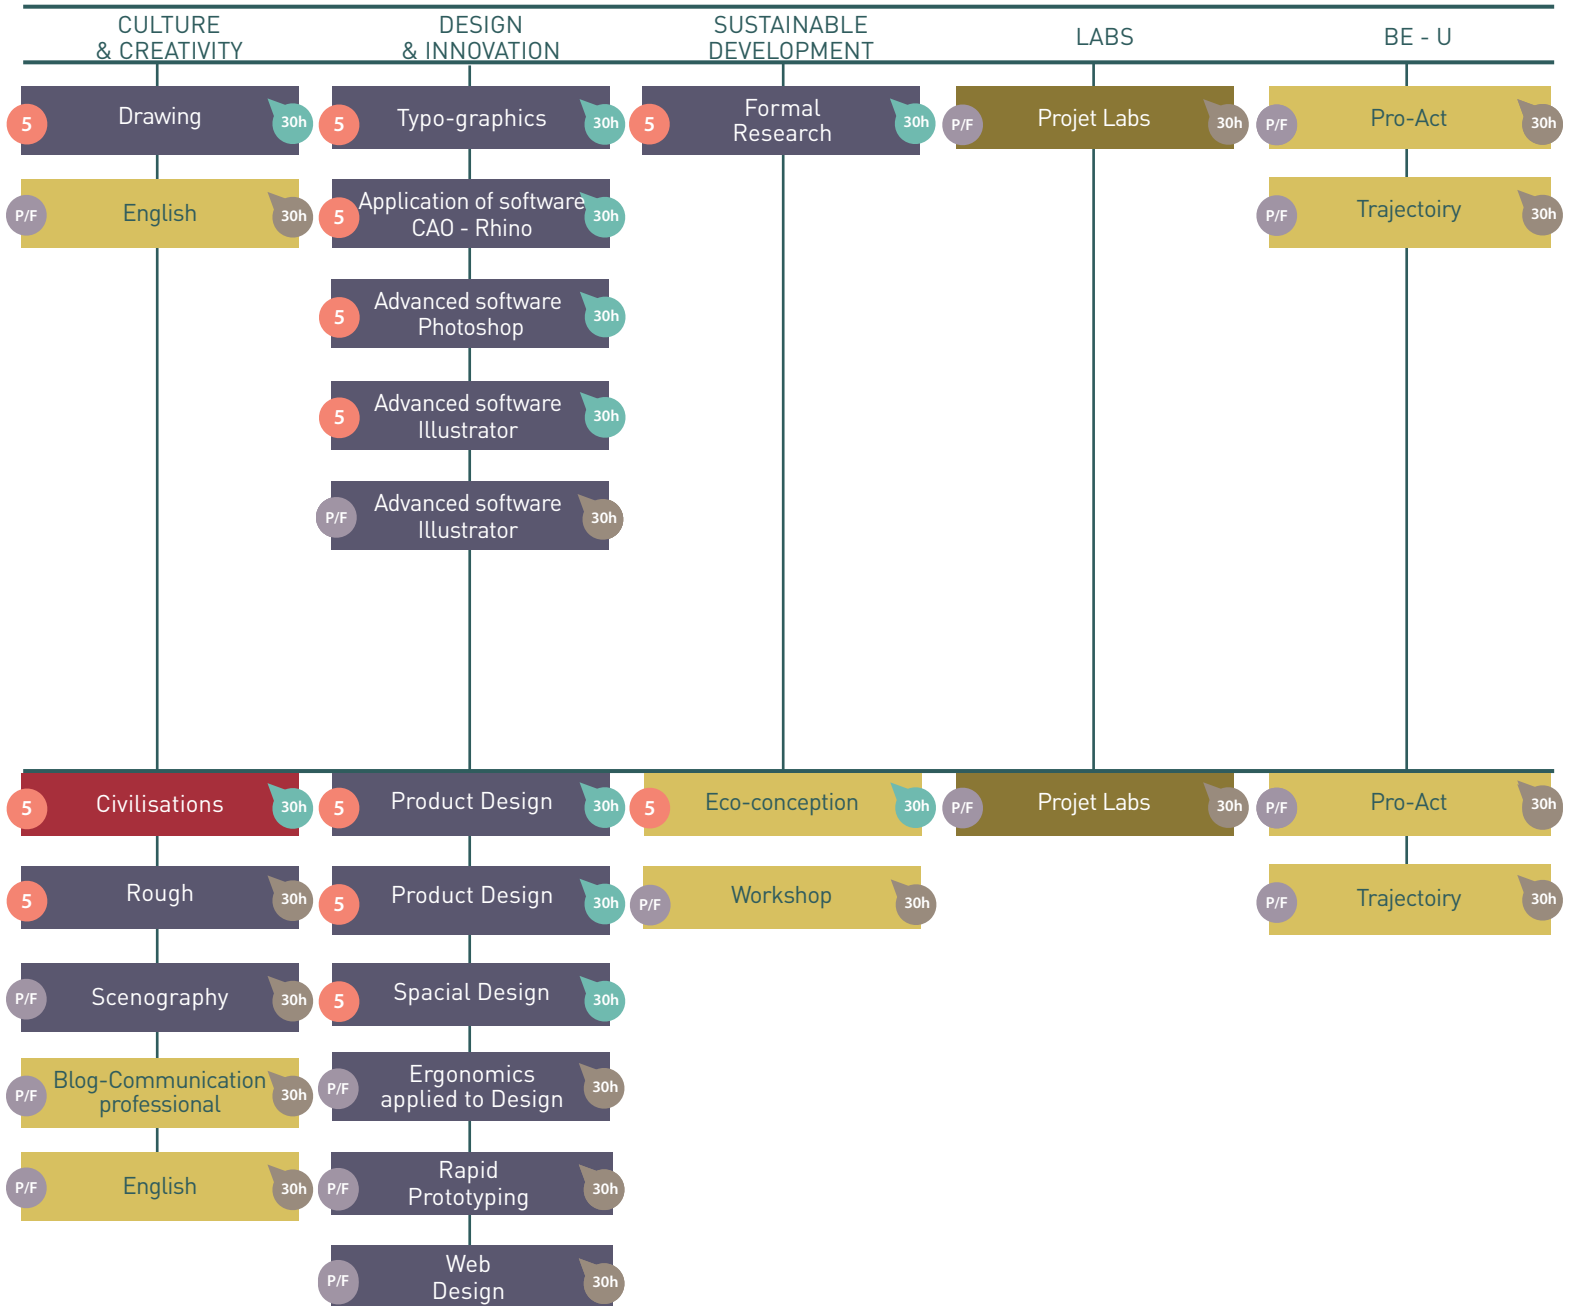 CULTURE
& CREATIVITY
DESIGN
& INNOVATION
SUSTAINABLE
DEVELOPMENT
LABS
BE - U
5
Drawing
30h
5
Typo-graphics
30h
5
Formal
Research
30h
P/F
Projet Labs
30h
P/F
Pro-Act
30h
P/F
English
30h
5
Application of software
CAO - Rhino
30h
P/F
Trajectoiry
30h
5
Advanced software
Photoshop
30h
5
Advanced software
Illustrator
30h
P/F
Advanced software
Illustrator
30h
5
Civilisations
30h
5
Product Design
30h
5
Eco-conception
30h
P/F
Projet Labs
30h
P/F
Pro-Act
30h
5
Rough
30h
5
Product Design
30h
P/F
Workshop
30h
P/F
Trajectoiry
30h
P/F
Scenography
30h
5
Spacial Design
30h
P/F
Blog-Communication
professional
30h
P/F
Ergonomics
applied to Design
30h
P/F
English
30h
P/F
Rapid
Prototyping
30h
P/F
Web
Design
30h